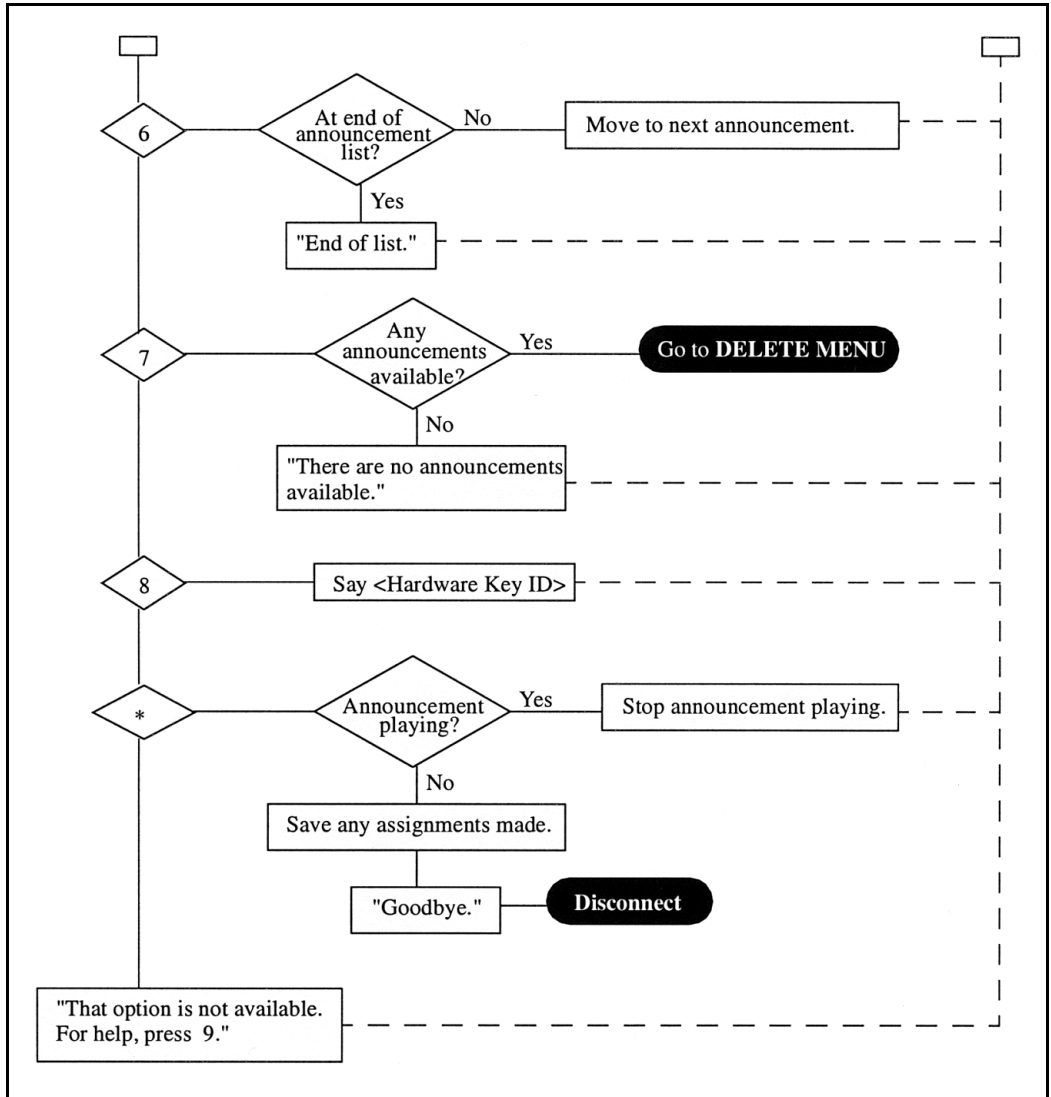 6
At end of
announcement
list?
No
Move to next announcement.
Yes
"End of list."
7
Any
announcements
available?
Yes
Go to DELETE MENU
No
"There are no announcements
available."
8
Say <Hardware Key ID>
*
Announcement
playing?
Yes
Stop announcement playing.
No
Save any assignments made.
"Goodbye."
Disconnect
"That option is not available.
For help, press 9."